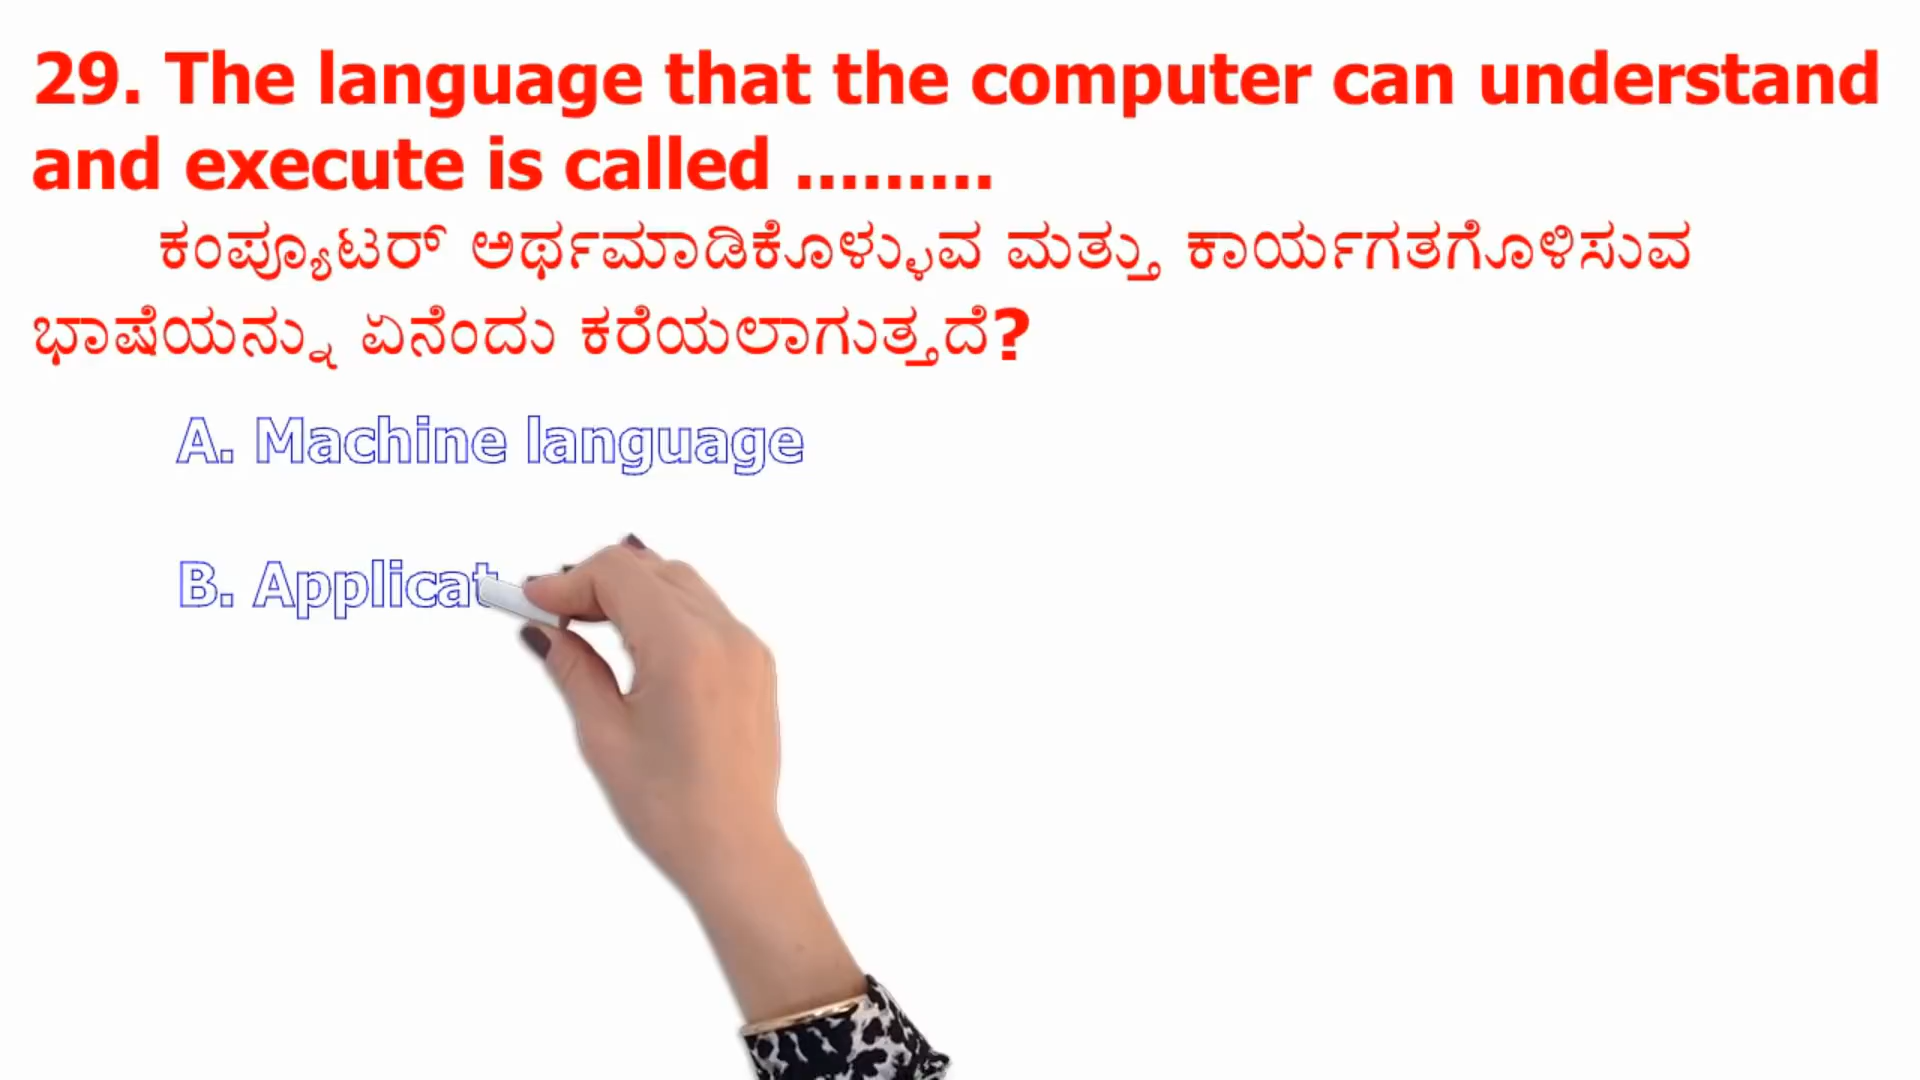 29. The language that the computer can understand
and execute is called .........
ಕಂಪ್ಯೂಟರ್ ಅರ್ಥಮಾಡಿಕೊಳ್ಳುವ ಮತ್ತು ಕಾರ್ಯಗತಗೊಳಿಸುವ
ಭಾಷೆಯನ್ನು ಏನೆಂದು ಕರೆಯಲಾಗುತ್ತದೆ?
A. Machine language
B. Applicat